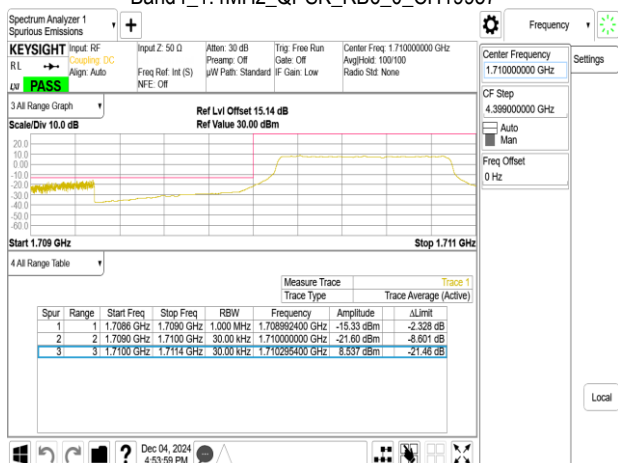 Spectrum Analyzer 1
Spurious Emissions
+
Frequency
KEYSIGHT
RL
LXI
PASS
Input: RF
Coupling: DC
Align: Auto
Input Z: 50 Ω
Freq Ref: Int (S)
NFE: Off
Atten: 30 dB
Preamp: Off
µW Path: Standard
Trig: Free Run
Gate: Off
IF Gain: Low
Center Freq: 1.710000000 GHz
Avg|Hold: 100/100
Radio Std: None
Center Frequency
1.710000000 GHz
Settings
CF Step
4.399000000 GHz
Auto
Man
Freq Offset
0 Hz
3 All Range Graph
Scale/Div 10.0 dB
Ref Lvl Offset 15.14 dB
Ref Value 30.00 dBm
20.0
10.0
0.00
-10.0
-20.0
-30.0
-40.0
-50.0
-60.0
Start 1.709 GHz
Stop 1.711 GHz
4 All Range Table
Measure Trace Trace 1
Trace Type Trace Average (Active)
Spur Range Start Freq Stop Freq RBW Frequency Amplitude ΔLimit
1 1 1.7086 GHz 1.7090 GHz 1.000 MHz 1.708992400 GHz -15.33 dBm -2.328 dB
2 2 1.7090 GHz 1.7100 GHz 30.00 kHz 1.710000000 GHz -21.60 dBm -8.601 dB
3 3 1.7100 GHz 1.7114 GHz 30.00 kHz 1.710295400 GHz 8.537 dBm -21.46 dB
Local
?
Dec 04, 2024
4:53:59 PM